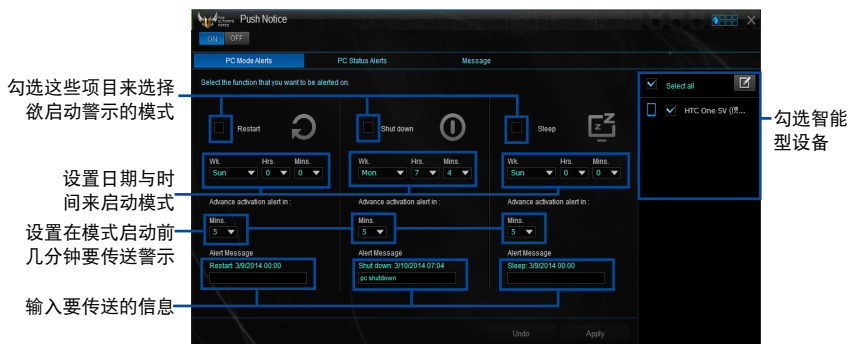 THE ULTIMATE FORCE Push Notice
ON OFF
PC Mode Alerts PC Status Alerts Message
Select the function that you want to be alerted on.
Select all
HTC One SV (使...
勾选这些项目来选择
欲启动警示的模式
勾选智能
型设备
Restart Shut down Sleep
Wk. Hrs. Mins. Wk. Hrs. Mins. Wk. Hrs. Mins.
Sun 0 0 Mon 7 4 Sun 0 0
设置日期与时
间来启动模式
Advance activation alert in : Advance activation alert in : Advance activation alert in :
Mins. Mins. Mins.
5 5 5
设置在模式启动前
几分钟要传送警示
Alert Message Alert Message Alert Message
Restart: 3/9/2014 00:00 Shut down: 3/10/2014 07:04 Sleep: 3/9/2014 00:00
pc shutdown
输入要传送的信息
Undo Apply